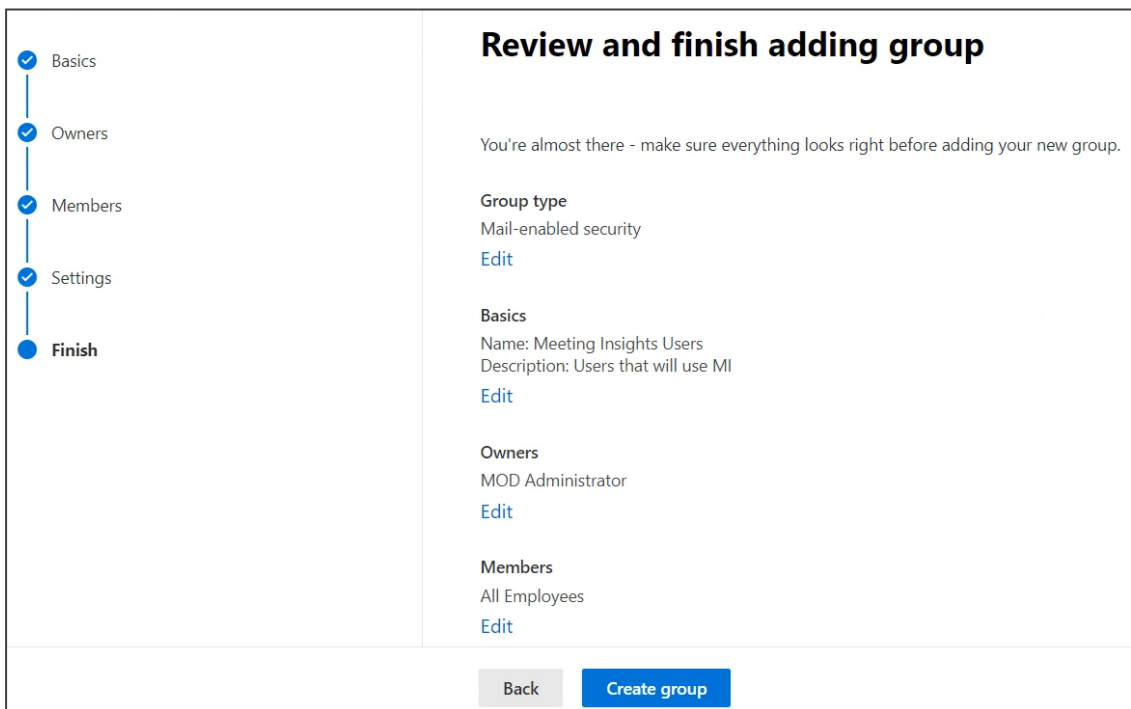 Basics
Owners
Members
Settings
Finish
Review and finish adding group
You're almost there - make sure everything looks right before adding your new group.
Group type
Mail-enabled security
Edit
Basics
Name: Meeting Insights Users
Description: Users that will use MI
Edit
Owners
MOD Administrator
Edit
Members
All Employees
Edit
Back
Create group